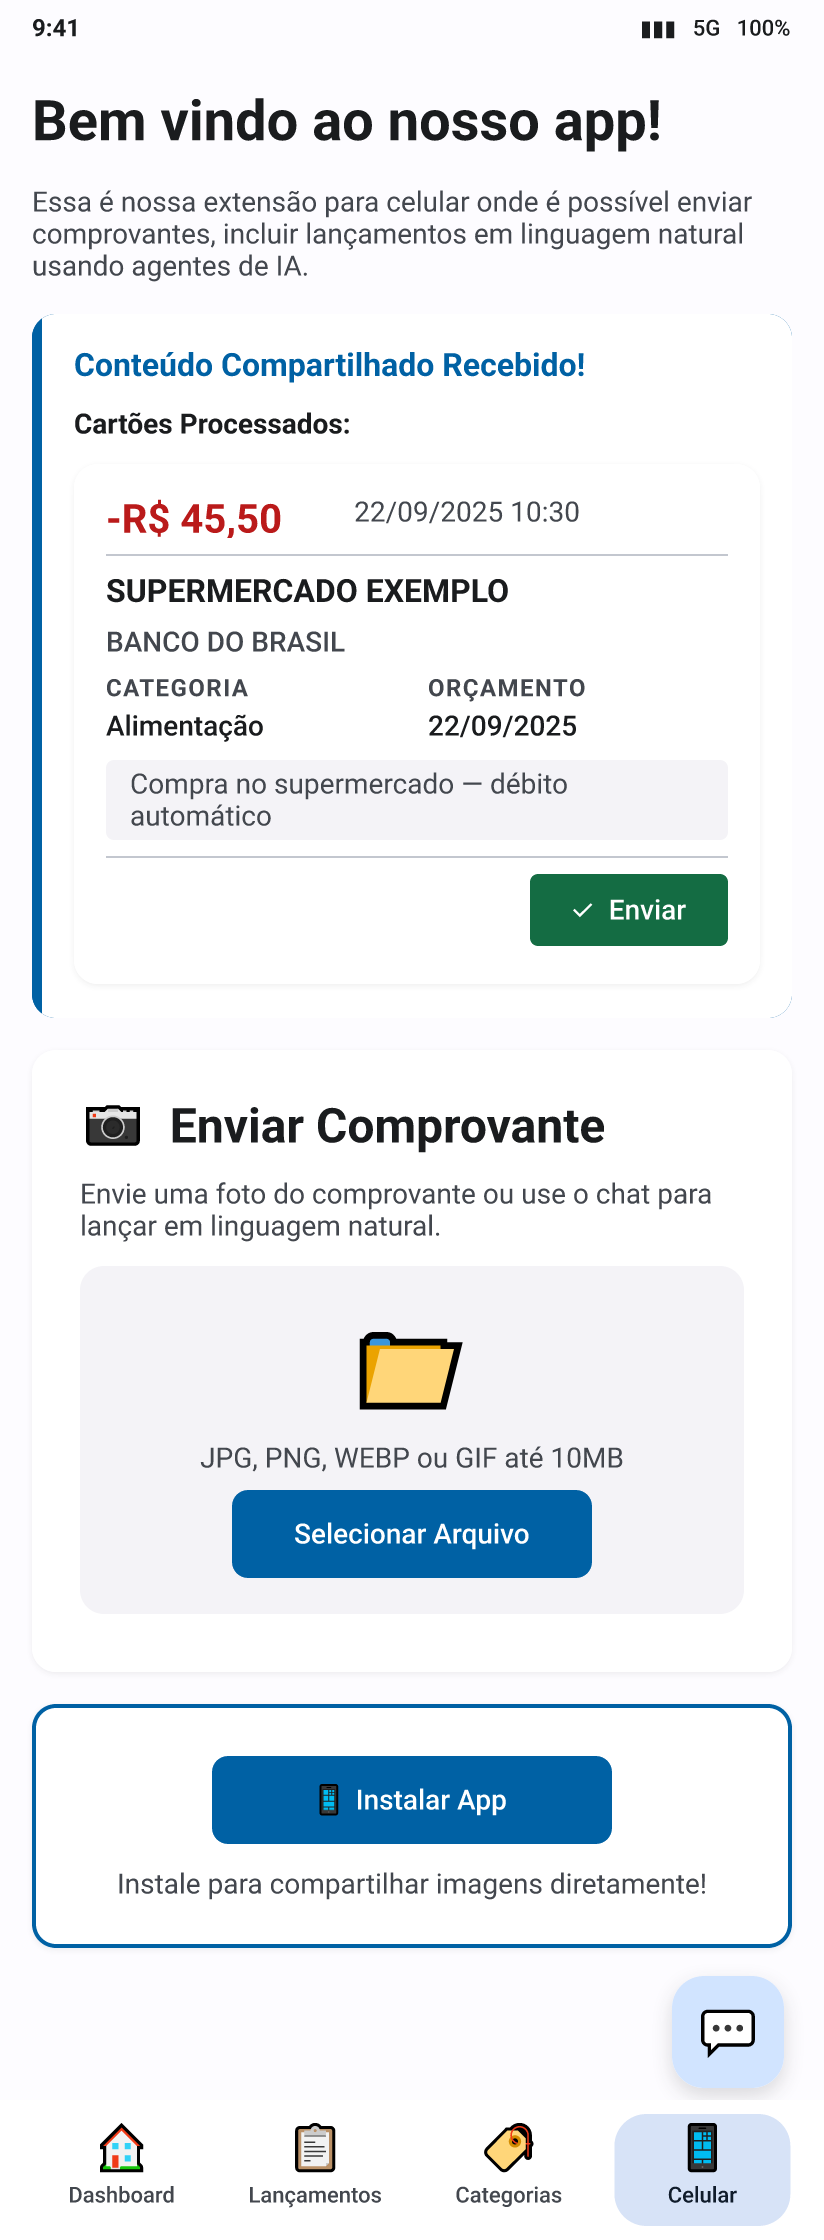 9:41 5G 100%
Bem vindo ao nosso app!
Essa é nossa extensão para celular onde é possível enviar
comprovantes, incluir lançamentos em linguagem natural
usando agentes de IA.
Conteúdo Compartilhado Recebido!
Cartões Processados:
-R$ 45,50 22/09/2025 10:30
SUPERMERCADO EXEMPLO
BANCO DO BRASIL
CATEGORIA ORÇAMENTO
Alimentação 22/09/2025
Compra no supermercado — débito
automático
✓ Enviar
Enviar Comprovante
Envie uma foto do comprovante ou use o chat para
lançar em linguagem natural.
JPG, PNG, WEBP ou GIF até 10MB
Selecionar Arquivo
Instalar App
Instale para compartilhar imagens diretamente!
Dashboard Lançamentos Categorias Celular